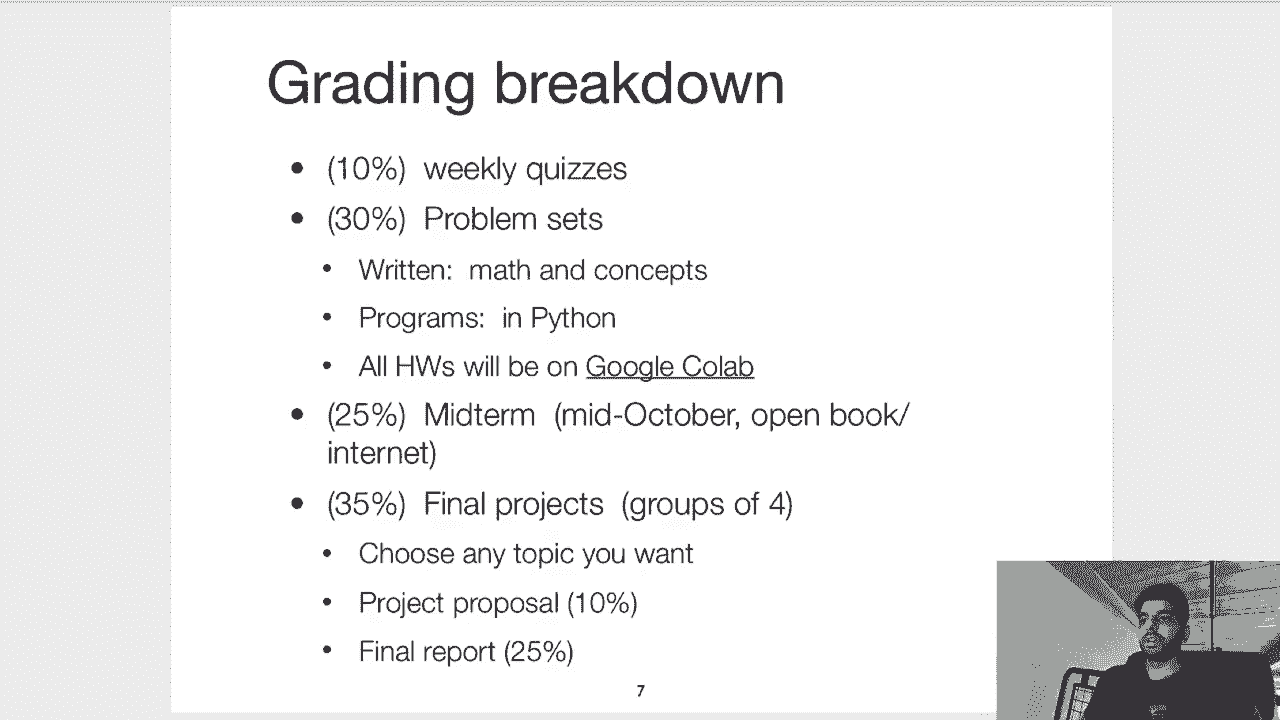 Grading breakdown
• (10%) weekly quizzes
• (30%) Problem sets
• Written: math and concepts
• Programs: in Python
• All HWs will be on Google Colab
• (25%) Midterm (mid-October, open book/
internet)
• (35%) Final projects (groups of 4)
• Choose any topic you want
• Project proposal (10%)
• Final report (25%)
7